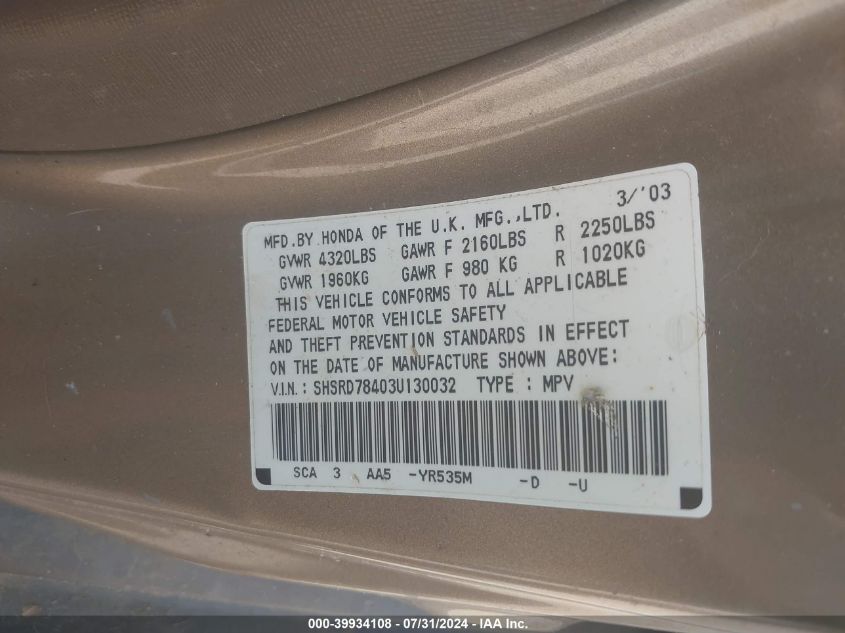 MFD.BY HONDA OF THE U.K. MFG.,LTD. 3/'03
GVWR 4320LBS GAWR F 2160LBS R 2250LBS
GVWR 1960KG GAWR F 980 KG R 1020KG
THIS VEHICLE CONFORMS TO ALL APPLICABLE
FEDERAL MOTOR VEHICLE SAFETY
AND THEFT PREVENTION STANDARDS IN EFFECT
ON THE DATE OF MANUFACTURE SHOWN ABOVE:
V.I.N.: SHSRD78403U130032 TYPE : MPV
SCA 3 AA5 -YR535M -D -U
000-39934108 - 07/31/2024 - IAA Inc.